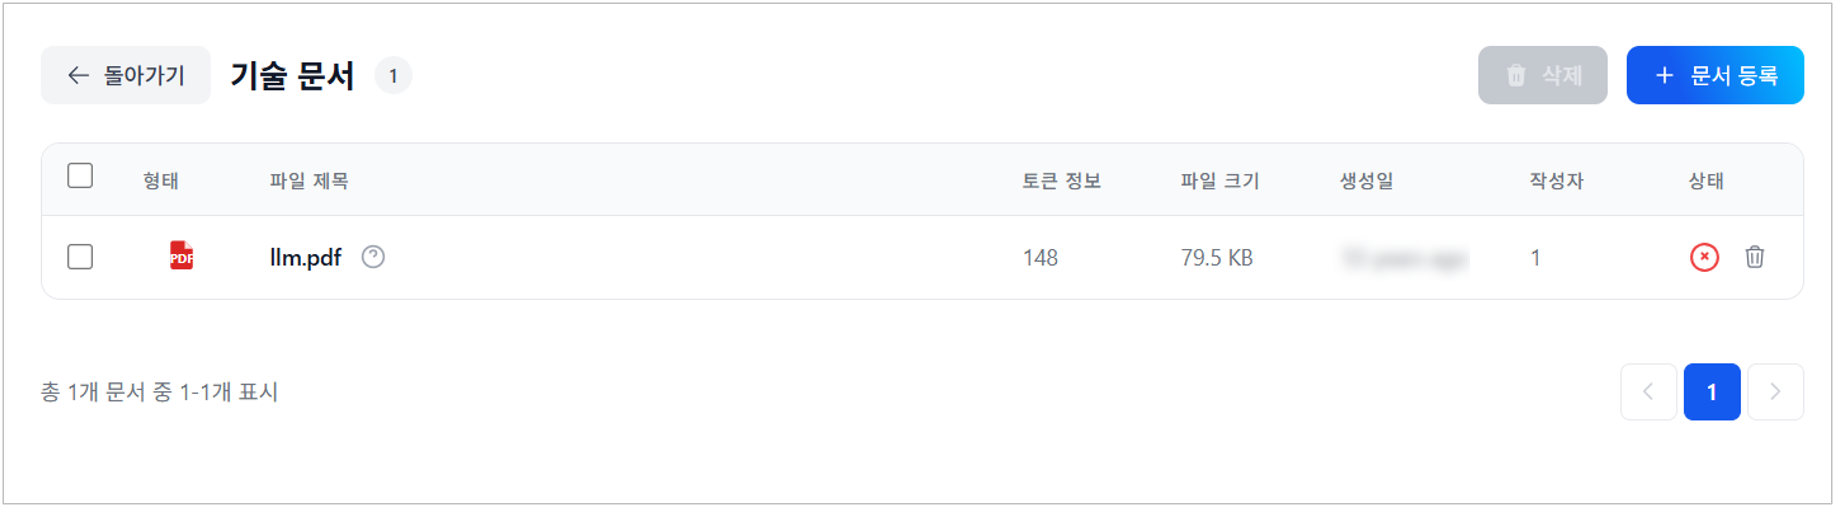 돌아가기 기술 문서 1 삭제 + 문서 등록
형태 파일 제목 토큰 정보 파일 크기 생성일 작성자 상태
PDF llm.pdf ? 148 79.5 KB 1
총 1개 문서 중 1-1개 표시 1